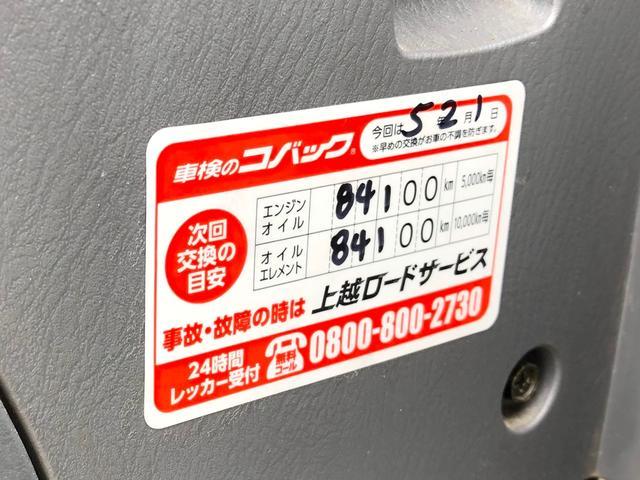 車検のコバック®
今回は 5年 2月 1日
※早めの交換がお車の不調を防ぎます。
次回
交換の
目安
エンジン
オイル 84100 km 5,000km毎
オイル
エレメント 84100 km 10,000km毎
事故・故障の時は 上越ロードサービス
24時間
レッカー受付
無料
コール
0800-800-2730